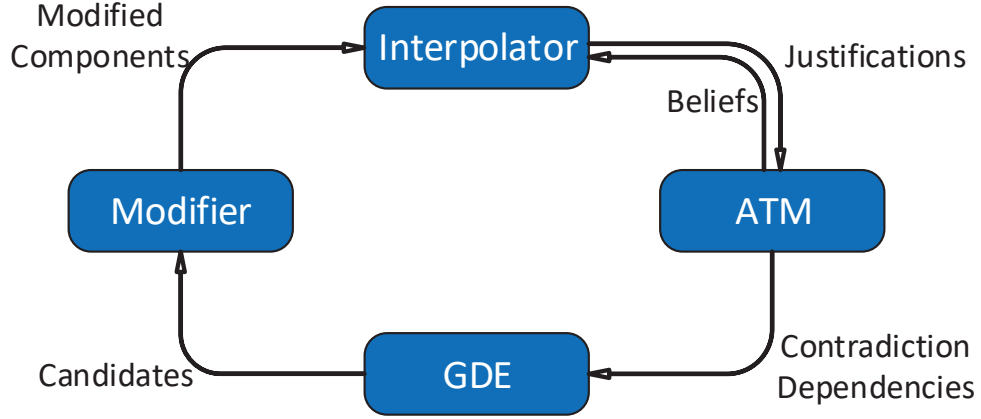 Modified
Components
Interpolator
Justifications
Beliefs
Modifier
ATM
Candidates
GDE
Contradiction
Dependencies